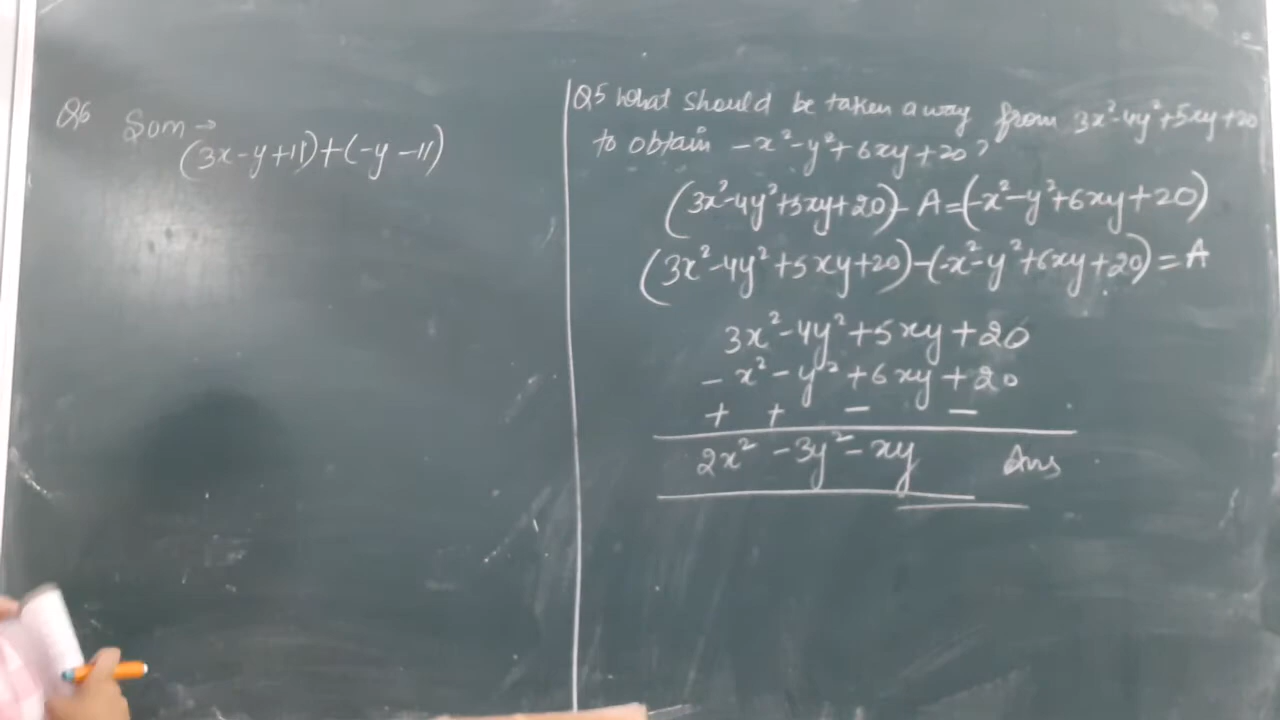 Q6 Som→
(3x-y+11)+(-y-11)
Q5 What should be taken away from 3x²-4y²+5xy+20
to obtain -x²-y²+6xy+20?
(3x²-4y²+5xy+20)-A=(-x²-y²+6xy+20)
(3x²-4y²+5xy+20)-(-x²-y²+6xy+20)=A
3x²-4y²+5xy+20
-x²-y²+6xy+20
+ + - -
2x²-3y²-xy Ans